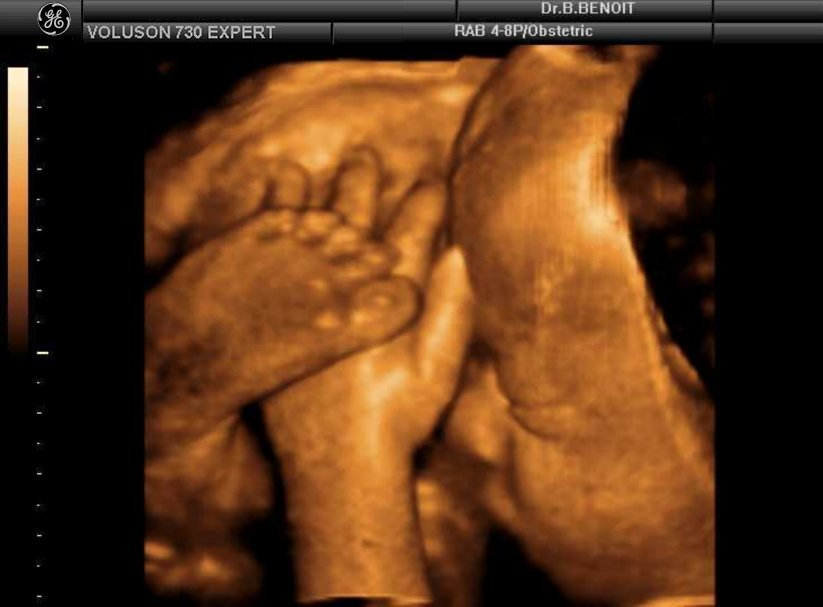 Dr.B.BENOIT
VOLUSON 730 EXPERT
RAB 4-8P/Obstetric